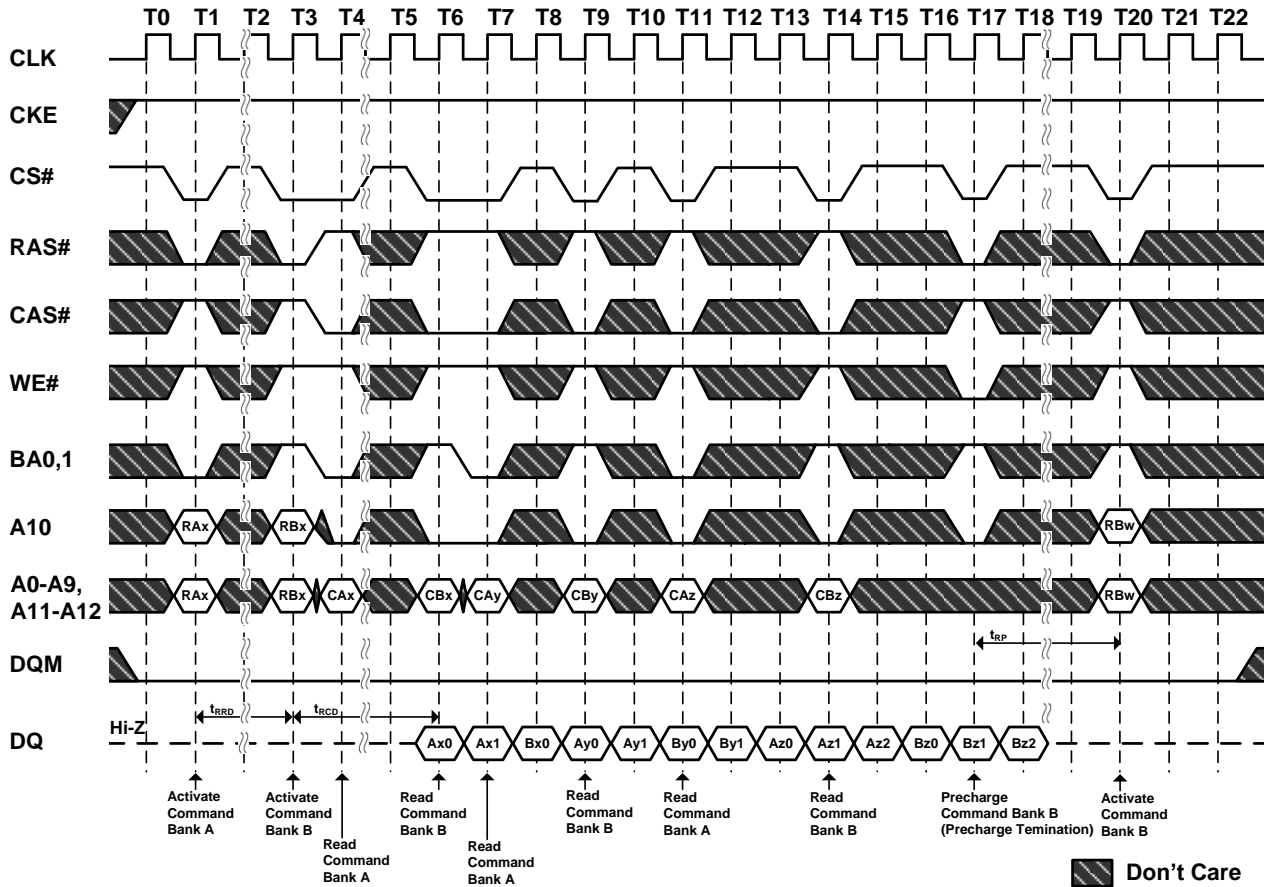 T0 T1 T2 T3 T4 T5 T6 T7 T8 T9 T10 T11 T12 T13 T14 T15 T16 T17 T18 T19 T20 T21 T22
CLK
CKE
CS#
RAS#
CAS#
WE#
BA0,1
A10 RAx RBx RBw
A0-A9,
A11-A12
RAx RBx CAx CBx CAy CBy CAz CBz RBw
tRP
DQM
tRRD tRCD
Hi-Z
DQ Ax0 Ax1 Bx0 Ay0 Ay1 By0 By1 Az0 Az1 Az2 Bz0 Bz1 Bz2
Activate
Command
Bank A
Activate
Command
Bank B
Read
Command
Bank A
Read
Command
Bank B
Read
Command
Bank A
Read
Command
Bank B
Read
Command
Bank A
Read
Command
Bank B
Precharge
Command Bank B
(Precharge Temination)
Activate
Command
Bank B
Don't Care